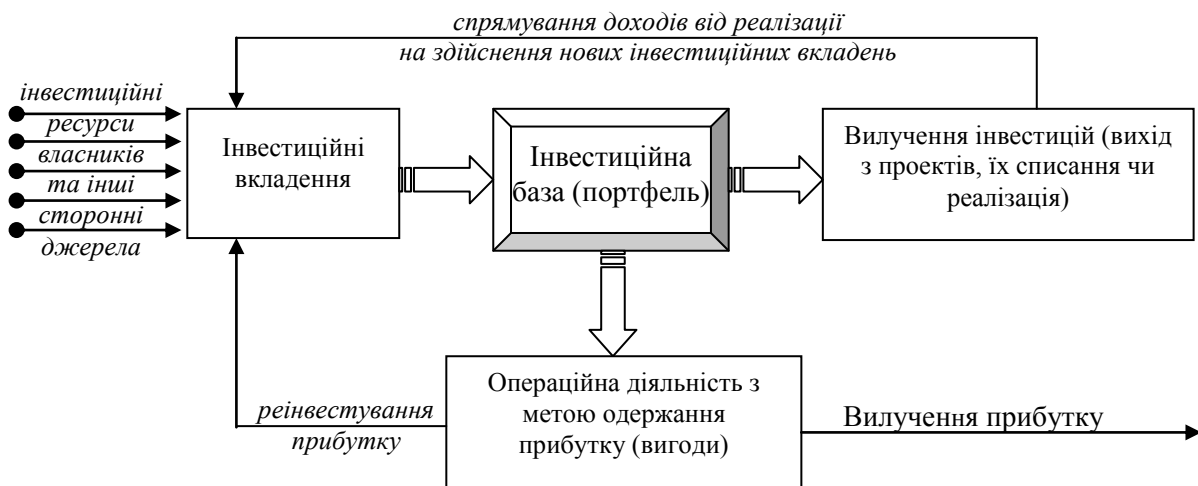 спрямування доходів від реалізації
на здійснення нових інвестиційних вкладень
інвестиційні
ресурси
власників
та інші
сторонні
джерела
Інвестиційні
вкладення
Інвестиційна
база (портфель)
Вилучення інвестицій (вихід
з проектів, їх списання чи
реалізація)
Операційна діяльність з
метою одержання
прибутку (вигоди)
реінвестування
прибутку
Вилучення прибутку